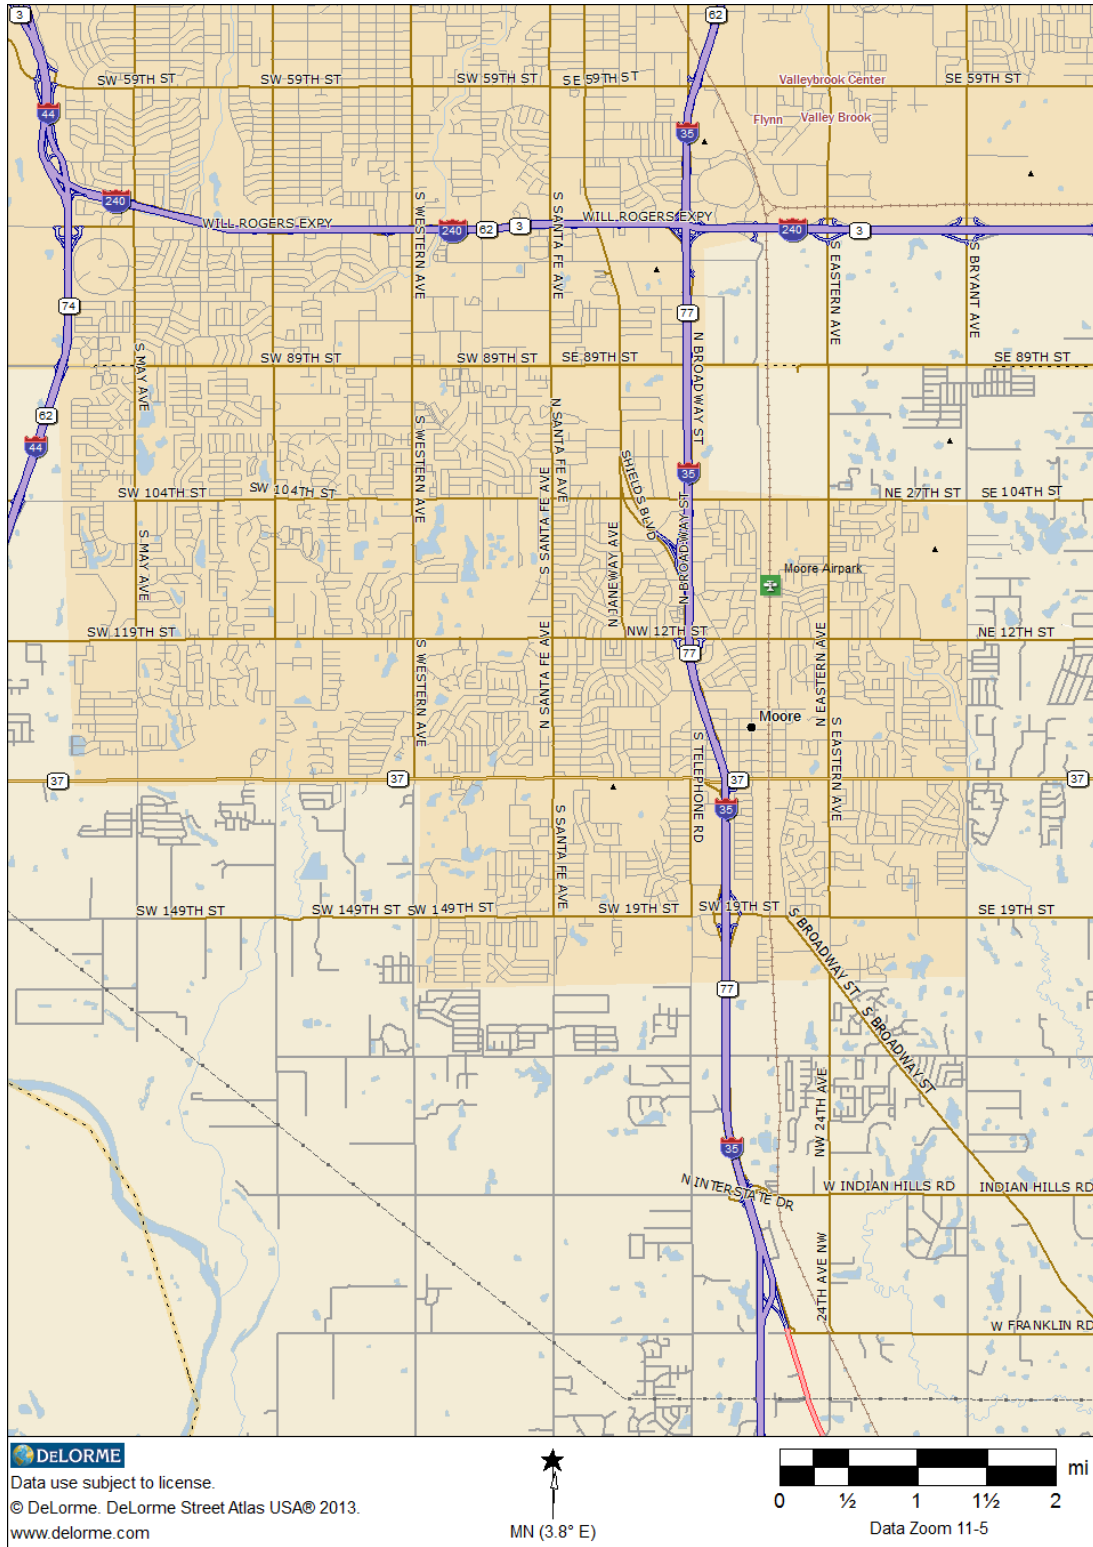 3
62
SW 59TH ST
SW 59TH ST
SW 59TH ST
SE 59TH ST
Valleybrook Center
SE 59TH ST
44
35
Flynn
Valley Brook
240
S WESTERN AVE
S SANTA FE AVE
WILL ROGERS EXPY
WILL ROGERS EXPY
240
62
3
240
3
S EASTERN AVE
S BRYANT AVE
74
77
N BROADWAY ST
S MAY AVE
SW 89TH ST
SW 89TH ST
SE 89TH ST
SE 89TH ST
62
44
S WESTERN AVE
N SANTA FE AVE
SHIELDS BLVD
35
SW 104TH ST
SW 104TH ST
NE 27TH ST
SE 104TH ST
S MAY AVE
S SANTA FE AVE
N JANEWAY AVE
N BROADWAY ST
Moore Airpark
SW 119TH ST
NW 12TH ST
NE 12TH ST
77
S WESTERN AVE
N SANTA FE AVE
N EASTERN AVE
Moore
S TELEPHONE RD
S EASTERN AVE
37
37
37
37
35
S SANTA FE AVE
SW 149TH ST
SW 149TH ST
SW 149TH ST
SW 19TH ST
SW 19TH ST
SE 19TH ST
S BROADWAY ST
77
S BROADWAY ST
NW 24TH AVE
35
N INTERSTATE DR
W INDIAN HILLS RD
INDIAN HILLS RD
24TH AVE NW
W FRANKLIN RD
DELORME
Data use subject to license.
© DeLorme. DeLorme Street Atlas USA® 2013.
www.delorme.com
MN (3.8° E)
mi
0 ½ 1 1½ 2
Data Zoom 11-5